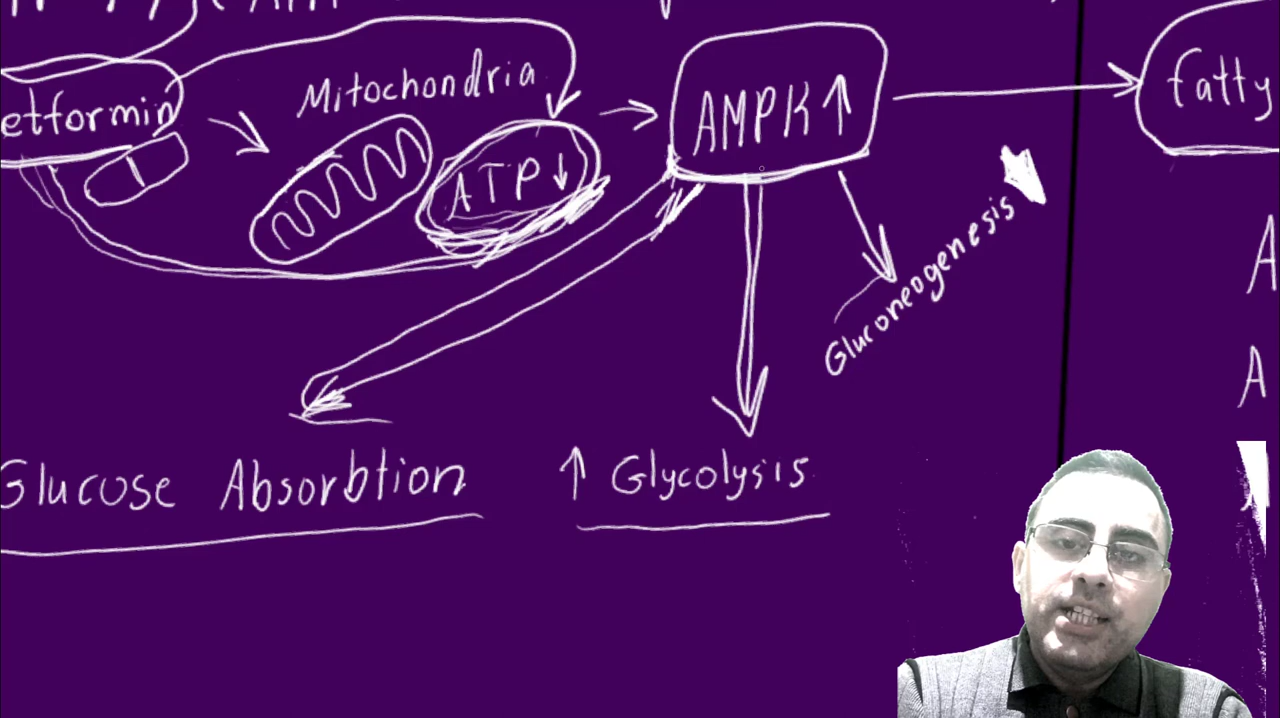 Mitochondria
etformin
ATP↓
AMPK↑
fatty
Gluconeogenesis
A
A
Glucose Absorbtion
↑ Glycolysis